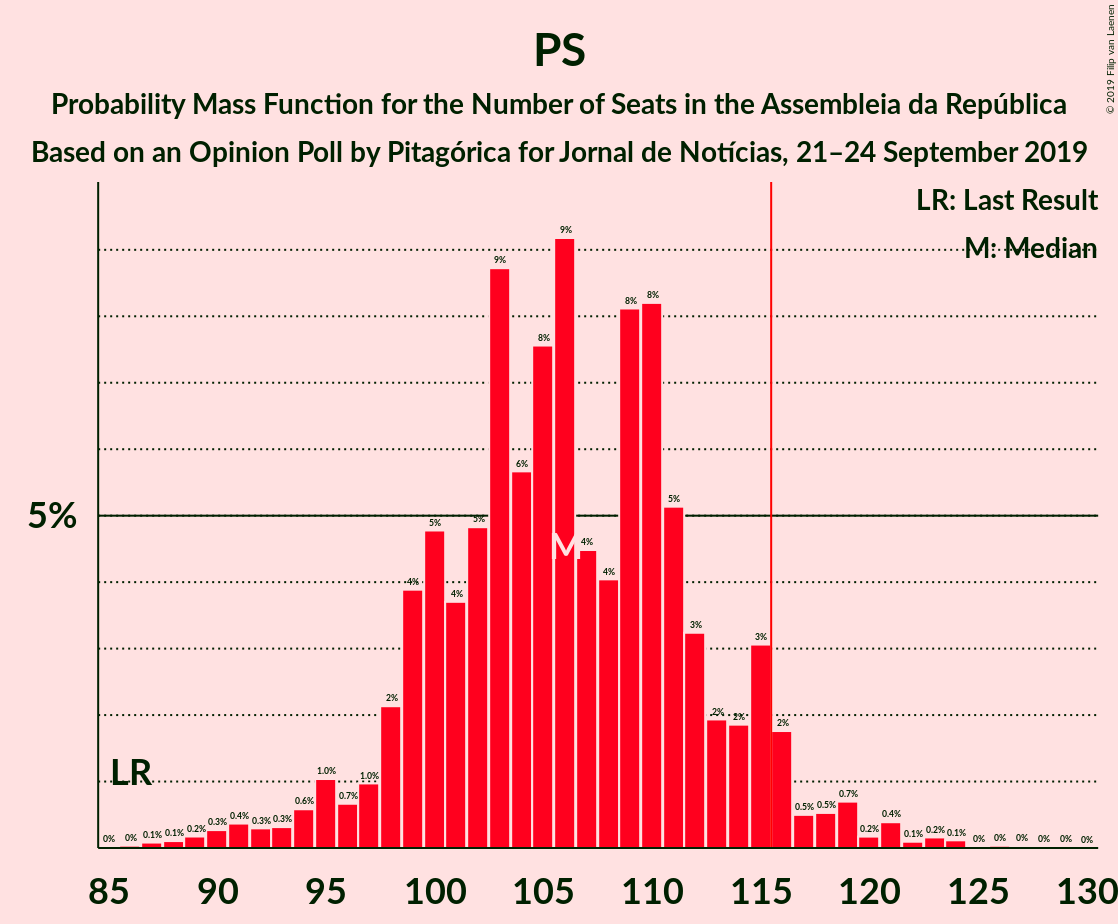 PS
Probability Mass Function for the Number of Seats in the Assembleia da República
Based on an Opinion Poll by Pitagórica for Jornal de Notícias, 21–24 September 2019
© 2019 Filip van Laenen
LR: Last Result
M: Median
5%
LR
M
0% 0% 0.1% 0.1% 0.2% 0.3% 0.4% 0.3% 0.3% 0.6% 1.0% 0.7% 1.0% 2% 4% 5% 4% 5% 9% 6% 8% 9% 4% 4% 8% 8% 5% 3% 2% 2% 3% 2% 0.5% 0.5% 0.7% 0.2% 0.4% 0.1% 0.2% 0.1% 0% 0% 0% 0% 0% 0%
85 90 95 100 105 110 115 120 125 130